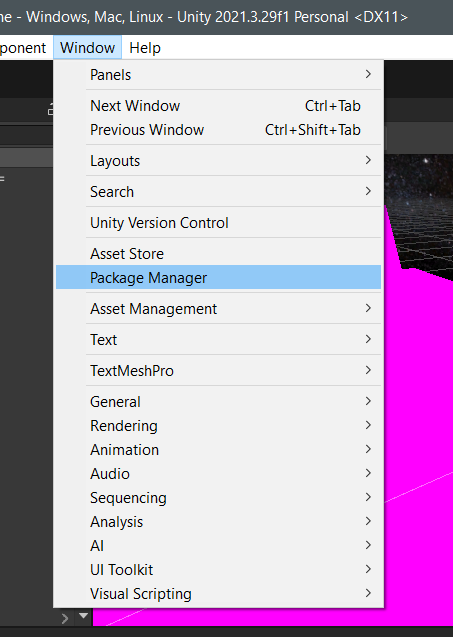 ne - Windows, Mac, Linux - Unity 2021.3.29f1 Personal <DX11>
ponent Window Help
Panels
Next Window Ctrl+Tab
Previous Window Ctrl+Shift+Tab
Layouts
Search
Unity Version Control
Asset Store
Package Manager
Asset Management
Text
TextMeshPro
General
Rendering
Animation
Audio
Sequencing
Analysis
AI
UI Toolkit
Visual Scripting